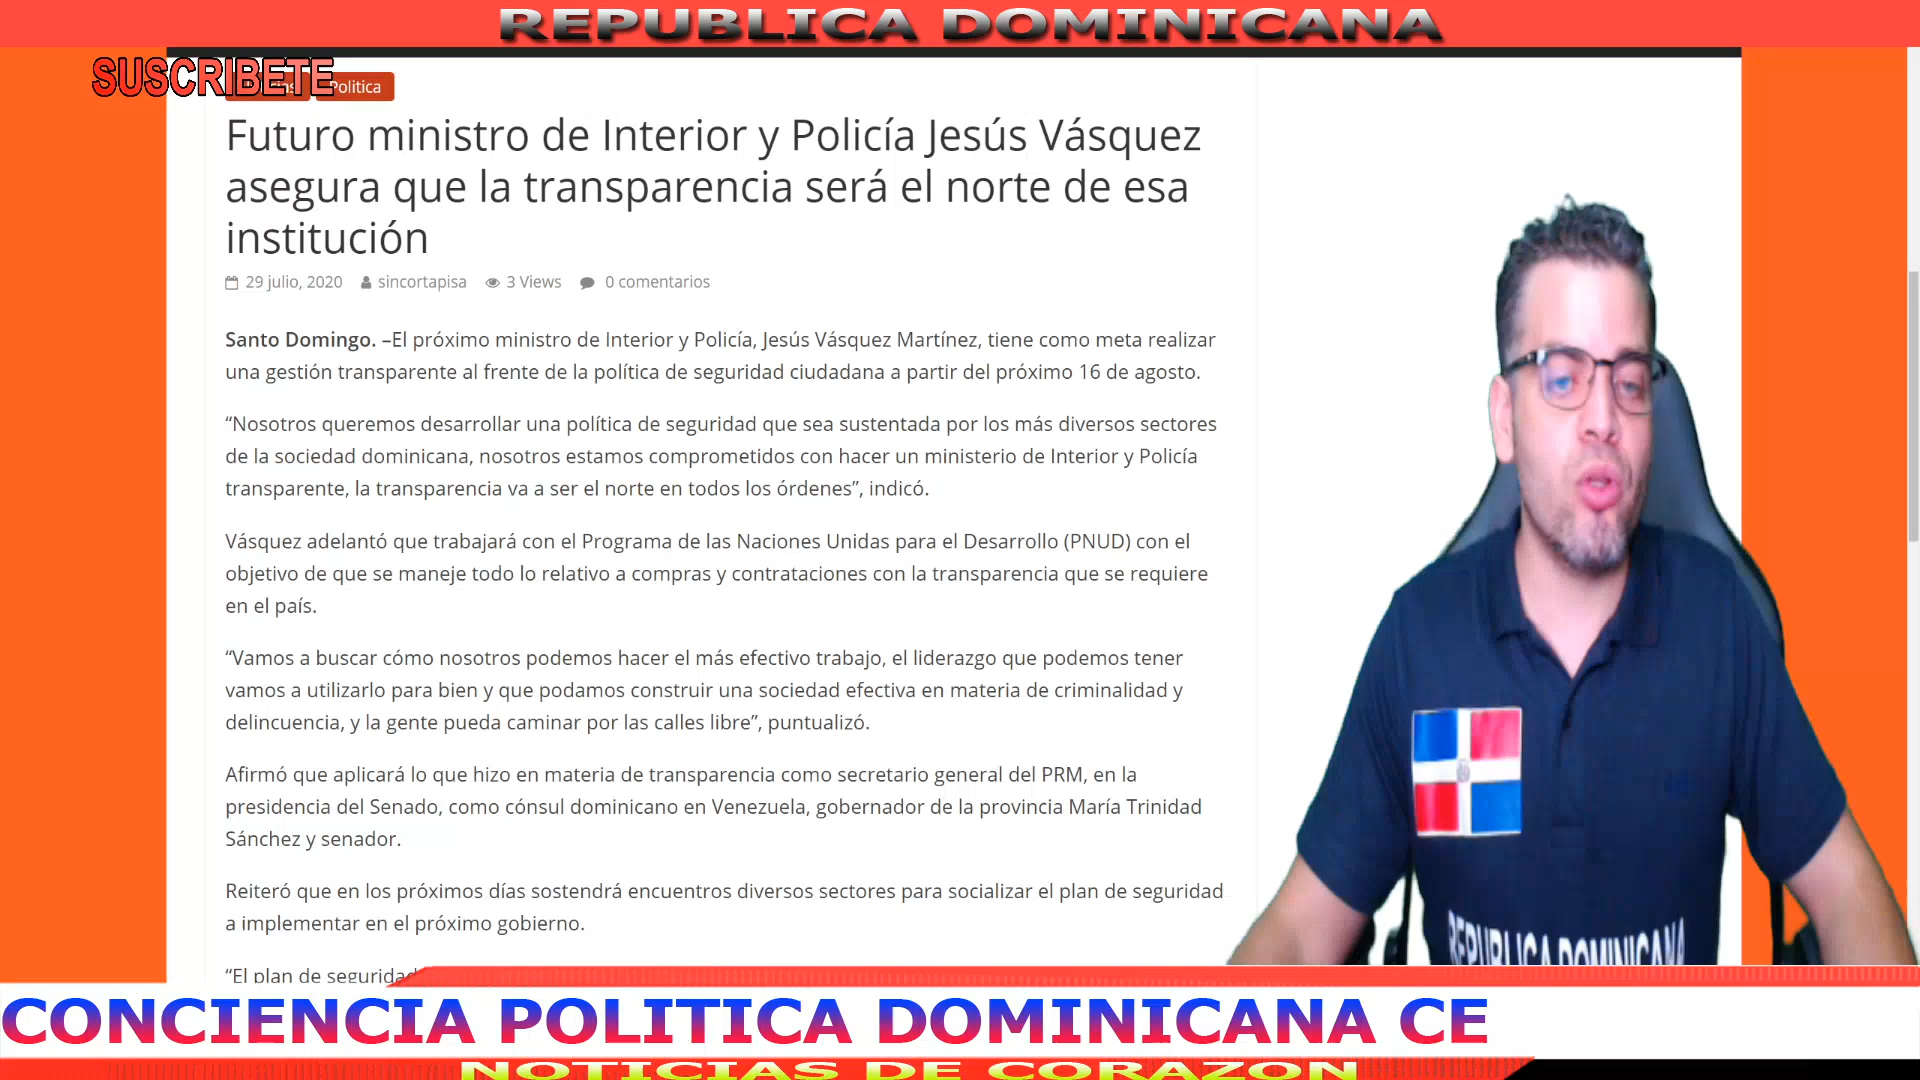 REPUBLICA DOMINICANA
SUSCRIBETE
Politica
Futuro ministro de Interior y Policía Jesús Vásquez
asegura que la transparencia será el norte de esa
institución
29 julio, 2020 sincortapisa 3 Views 0 comentarios
Santo Domingo. –El próximo ministro de Interior y Policía, Jesús Vásquez Martínez, tiene como meta realizar
una gestión transparente al frente de la política de seguridad ciudadana a partir del próximo 16 de agosto.
“Nosotros queremos desarrollar una política de seguridad que sea sustentada por los más diversos sectores
de la sociedad dominicana, nosotros estamos comprometidos con hacer un ministerio de Interior y Policía
transparente, la transparencia va a ser el norte en todos los órdenes”, indicó.
Vásquez adelantó que trabajará con el Programa de las Naciones Unidas para el Desarrollo (PNUD) con el
objetivo de que se maneje todo lo relativo a compras y contrataciones con la transparencia que se requiere
en el país.
“Vamos a buscar cómo nosotros podemos hacer el más efectivo trabajo, el liderazgo que podemos tener
vamos a utilizarlo para bien y que podamos construir una sociedad efectiva en materia de criminalidad y
delincuencia, y la gente pueda caminar por las calles libre”, puntualizó.
Afirmó que aplicará lo que hizo en materia de transparencia como secretario general del PRM, en la
presidencia del Senado, como cónsul dominicano en Venezuela, gobernador de la provincia María Trinidad
Sánchez y senador.
Reiteró que en los próximos días sostendrá encuentros diversos sectores para socializar el plan de seguridad
a implementar en el próximo gobierno.
“El plan de seguridad
REPUBLICA DOMINICANA
CONCIENCIA POLITICA DOMINICANA CE
NOTICIAS DE CORAZON